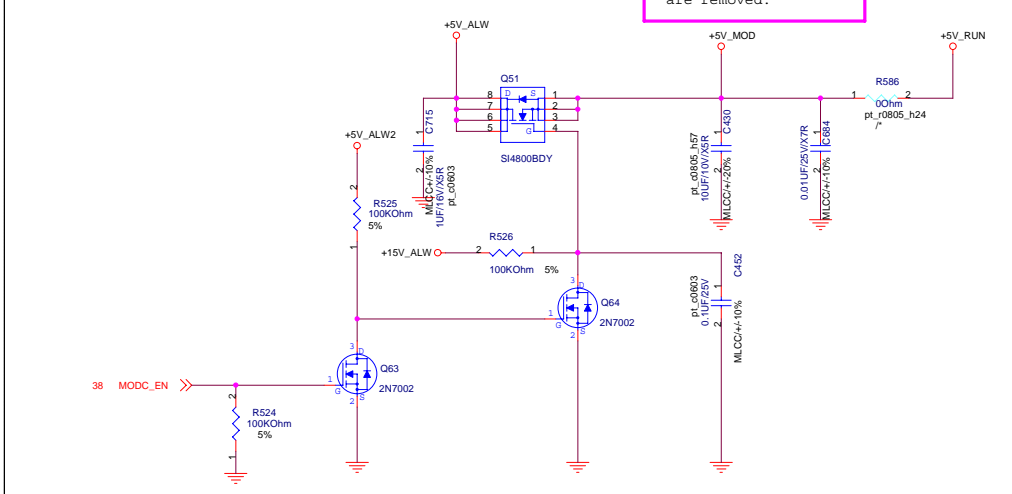 are removed.
+5V_ALW
+5V_MOD
+5V_RUN
Q51
R586
8 D S 1
7 2
6 3
5 G 4
1 2
0Ohm
pt_r0805_h24
/*
SI4800BDY
1
2
C715
MLCC+/-10%
1UF/16V/X5R
pt_c0603
1
2
C430
pt_c0805_h57
10UF/10V/X5R
MLCC/+/-20%
1
2
C684
0.01UF/25V/X7R
MLCC/+/-10%
+5V_ALW2
2
R525
100KOhm
5%
1
+15V_ALW
2 R526 1
100KOhm 5%
C452
pt_c0603
0.1UF/25V
1
2
MLCC/+/-10%
3 D
Q64
1 G
2N7002
2 S
3 D
Q63
1 G
2N7002
2 S
38 MODC_EN
2
R524
100KOhm
5%
1